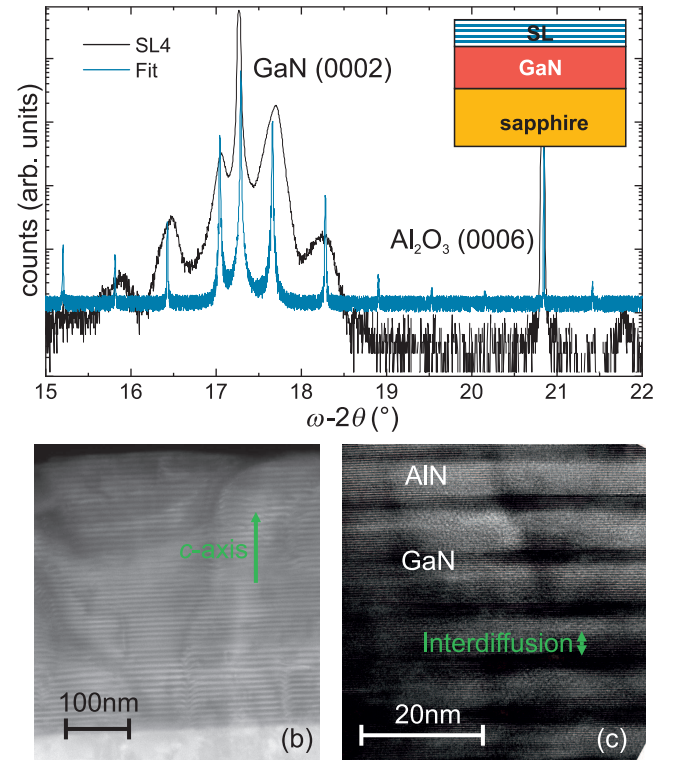 SL4
Fit
GaN (0002)
SL
GaN
sapphire
Al₂O₃ (0006)
counts (arb. units)
15 16 17 18 19 20 21 22
ω-2θ (°)
c-axis
100nm
(b)
AlN
GaN
Interdiffusion
20nm
(c)